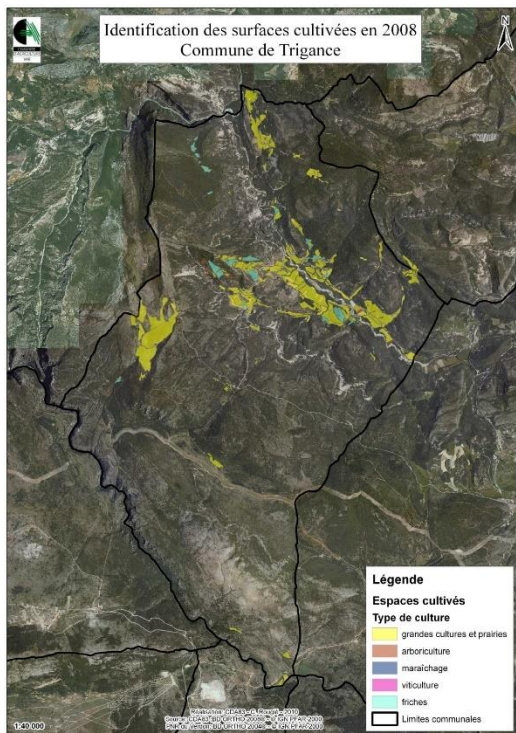 Identification des surfaces cultivées en 2008
Commune de Trigance
Légende
Espaces cultivés
Type de culture
grandes cultures et prairies
arboriculture
maraîchage
viticulture
friches
Limites communales
1:40 000